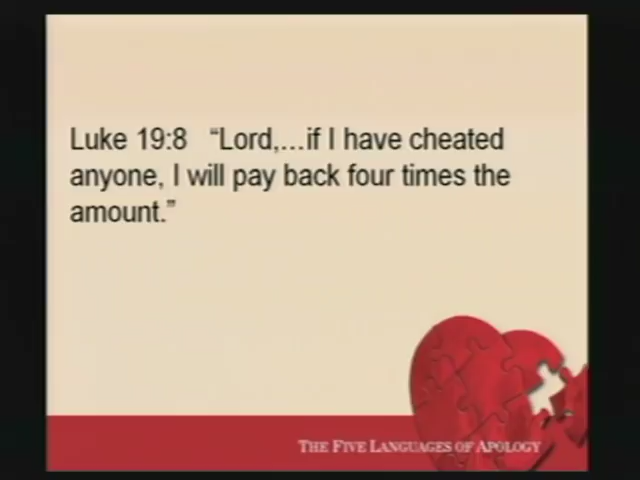 Luke 19:8 “Lord,...if I have cheated
anyone, I will pay back four times the
amount.”
THE FIVE LANGUAGES OF APOLOGY